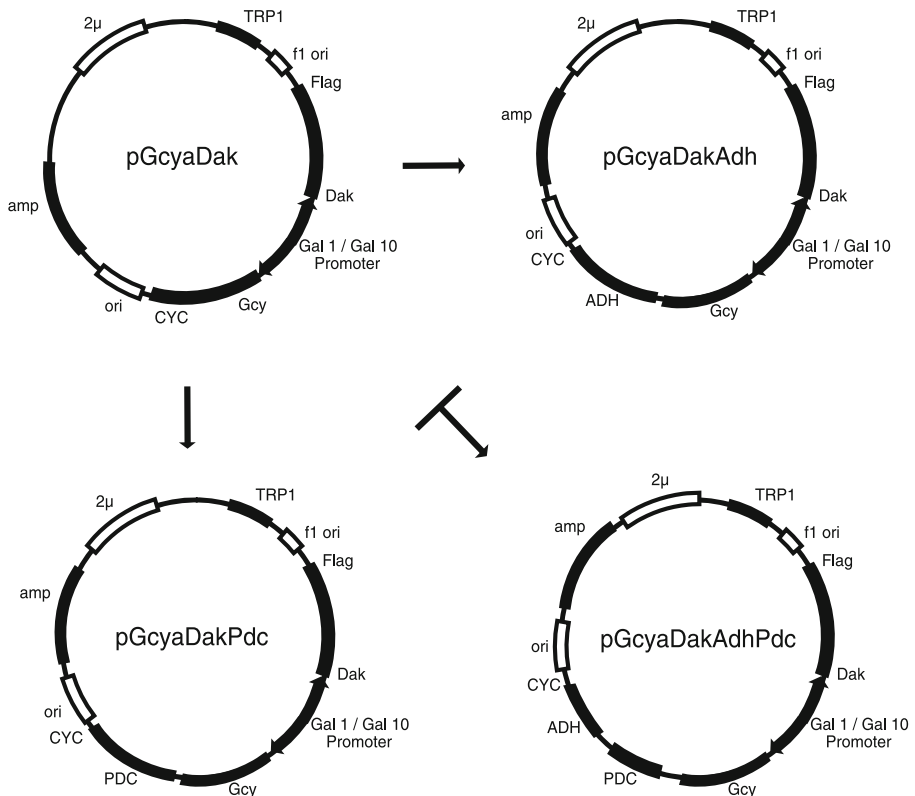 2µ
TRP1
f1 ori
Flag
pGcyaDak
amp
Dak
Gal 1 / Gal 10
Promoter
Gcy
CYC
ori
2µ
TRP1
f1 ori
Flag
amp
pGcyaDakAdh
Dak
ori
Gal 1 / Gal 10
Promoter
CYC
ADH
Gcy
2µ
TRP1
f1 ori
Flag
amp
pGcyaDakPdc
Dak
ori
Gal 1 / Gal 10
Promoter
CYC
PDC
Gcy
2µ
TRP1
amp
f1 ori
Flag
ori
pGcyaDakAdhPdc
Dak
CYC
Gal 1 / Gal 10
Promoter
ADH
PDC
Gcy